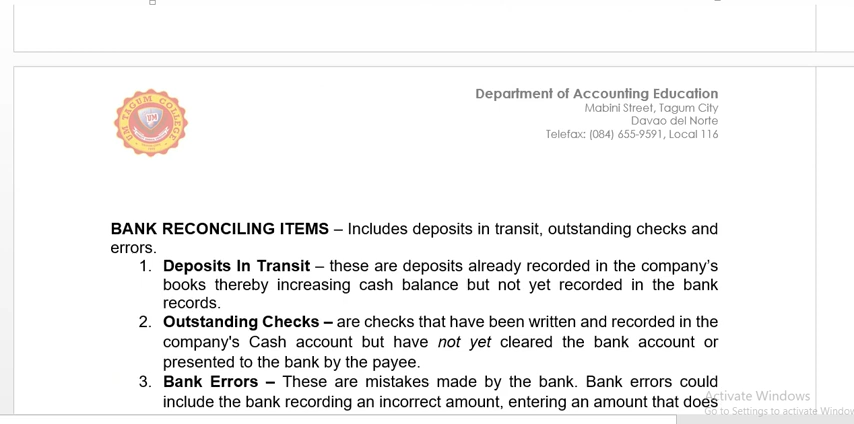 Department of Accounting Education
Mabini Street, Tagum City
Davao del Norte
Telefax: (084) 655-9591, Local 116
UM TAGUM COLLEGE
UM
BANK RECONCILING ITEMS – Includes deposits in transit, outstanding checks and
errors.
1. Deposits In Transit – these are deposits already recorded in the company's
books thereby increasing cash balance but not yet recorded in the bank
records.
2. Outstanding Checks – are checks that have been written and recorded in the
company's Cash account but have not yet cleared the bank account or
presented to the bank by the payee.
3. Bank Errors – These are mistakes made by the bank. Bank errors could
include the bank recording an incorrect amount, entering an amount that does
Activate Windows
Go to Settings to activate Window